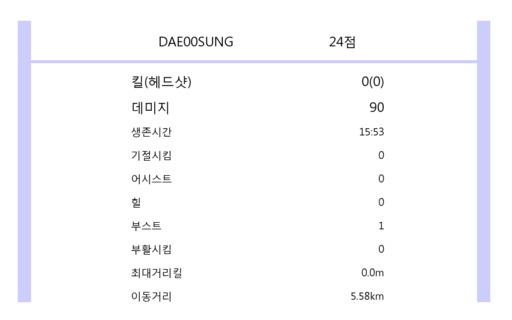 DAE00SUNG 24점
킬(헤드샷) 0(0)
데미지 90
생존시간 15:53
기절시킴 0
어시스트 0
힐 0
부스트 1
부활시킴 0
최대거리킬 0.0m
이동거리 5.58km